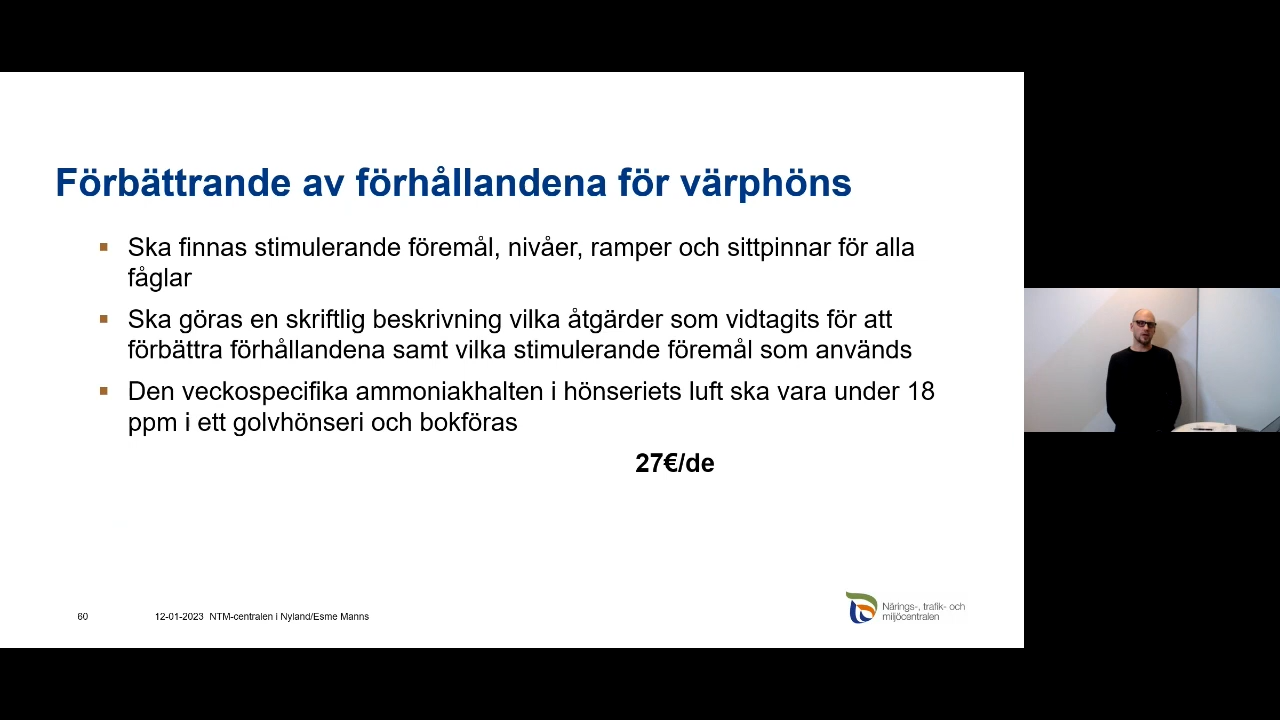 Förbättrande av förhållandena för värphöns
▪ Ska finnas stimulerande föremål, nivåer, ramper och sittpinnar för alla
fåglar
▪ Ska göras en skriftlig beskrivning vilka åtgärder som vidtagits för att
förbättra förhållandena samt vilka stimulerande föremål som används
▪ Den veckospecifika ammoniakhalten i hönseriets luft ska vara under 18
ppm i ett golvhönseri och bokföras
27€/de
60
12-01-2023 NTM-centralen i Nyland/Esme Manns
Närings-, trafik- och
miljöcentralen